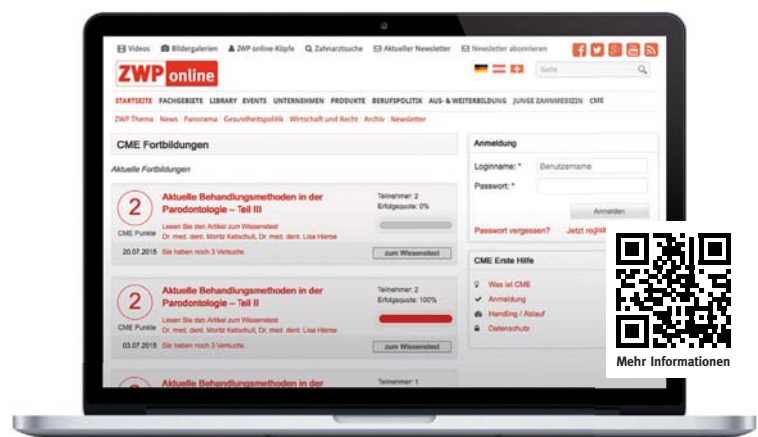 Videos Bildergalerien ZWP online-Köpfe Zahnarztsuche Aktueller Newsletter Newsletter abonnieren
ZWP online
Suche
STARTSEITE FACHGEBIETE LIBRARY EVENTS UNTERNEHMEN PRODUKTE BERUFSPOLITIK AUS- & WEITERBILDUNG JUNGE ZAHNMEDIZIN CME
ZWP Thema News Panorama Gesundheitspolitik Wirtschaft und Recht Archiv Newsletter
CME Fortbildungen
Aktuelle Fortbildungen
2
CME Punkte
Aktuelle Behandlungsmethoden in der
Parodontologie – Teil III
Lesen Sie den Artikel zum Wissenstest
Dr. med. dent. Moritz Kebschull, Dr. med. dent. Lisa Hierse
Teilnehmer: 2
Erfolgsquote: 0%
20.07.2015 Sie haben noch 3 Versuche.
zum Wissenstest
2
CME Punkte
Aktuelle Behandlungsmethoden in der
Parodontologie – Teil II
Lesen Sie den Artikel zum Wissenstest
Dr. med. dent. Moritz Kebschull, Dr. med. dent. Lisa Hierse
Teilnehmer: 2
Erfolgsquote: 100%
03.07.2015 Sie haben noch 3 Versuche.
zum Wissenstest
Aktuelle Behandlungsmethoden in der
Teilnehmer: 1
Anmeldung
Loginname: * Benutzername
Passwort: *
Anmelden
Passwort vergessen? Jetzt
CME Erste Hilfe
Was ist CME
Anmeldung
Handling / Ablauf
Datenschutz
Mehr Informationen